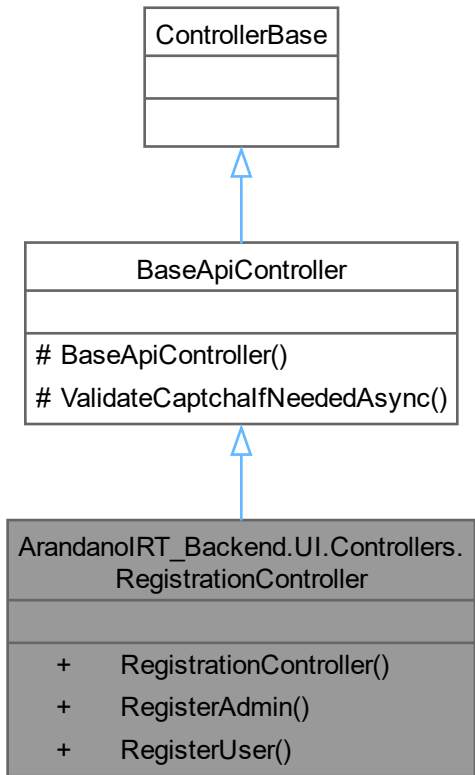 ControllerBase
BaseApiController
# BaseApiController()
# ValidateCaptchaIfNeededAsync()
ArandanoIRT_Backend.UI.Controllers.
RegistrationController
+ RegistrationController()
+ RegisterAdmin()
+ RegisterUser()